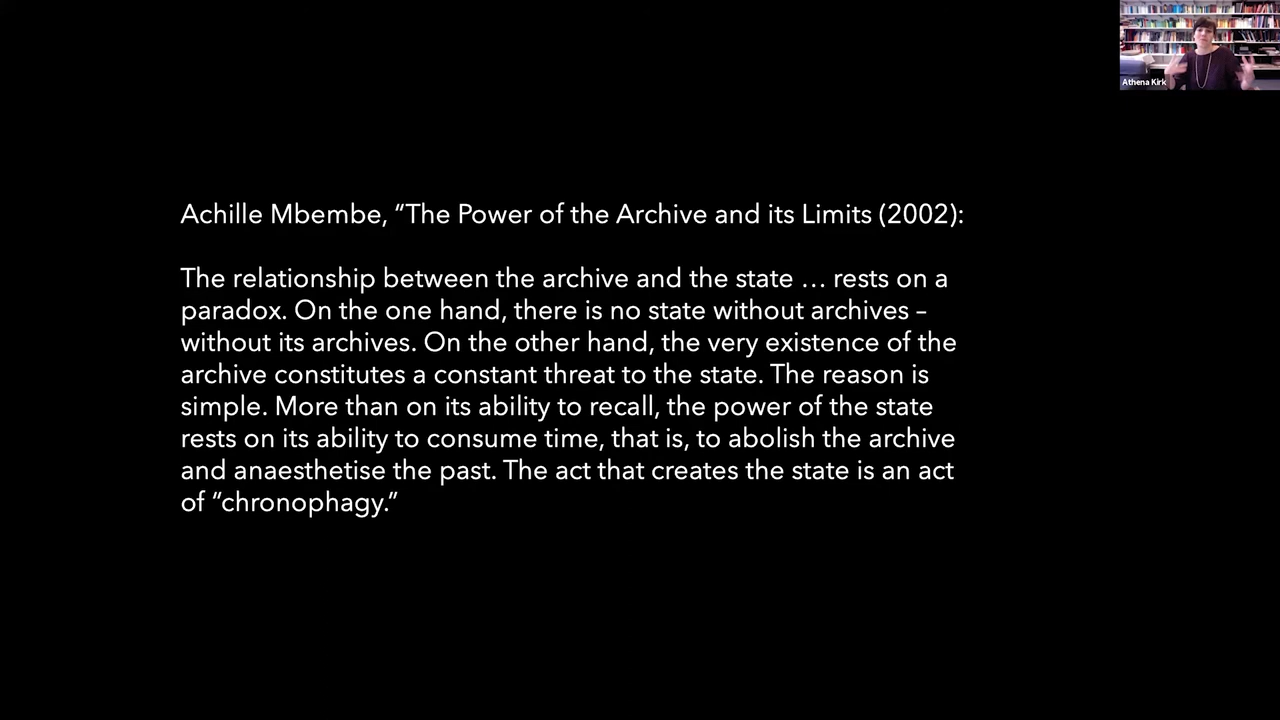 Athena Kirk
Achille Mbembe, “The Power of the Archive and its Limits (2002):
The relationship between the archive and the state … rests on a
paradox. On the one hand, there is no state without archives –
without its archives. On the other hand, the very existence of the
archive constitutes a constant threat to the state. The reason is
simple. More than on its ability to recall, the power of the state
rests on its ability to consume time, that is, to abolish the archive
and anaesthetise the past. The act that creates the state is an act
of “chronophagy.”